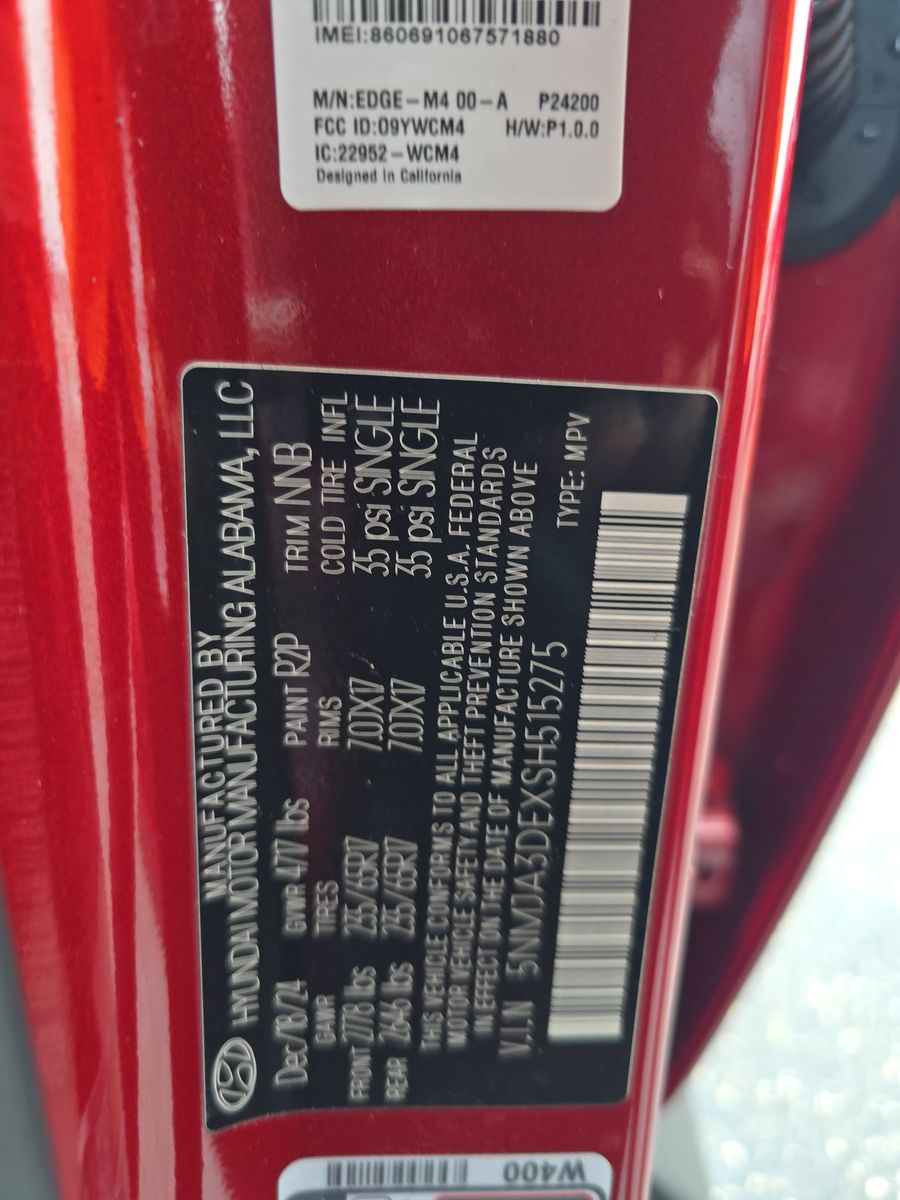 IMEI:860691067571880
M/N:EDGE-M4 00-A P24200
FCC ID:O9YWCM4 H/W:P1.0.0
IC:22952-WCM4
Designed in California
MANUFACTURED BY
HYUNDAI MOTOR MANUFACTURING ALABAMA, LLC
Dec/18/24 GVWR 4777 lbs PAINT R2P TRIM NNB
GAWR TIRES RIMS COLD TIRE INFL
FRONT 2778 lbs 235/65R17 7.0JX17 35 psi SINGLE
REAR 2646 lbs 235/65R17 7.0JX17 35 psi SINGLE
THIS VEHICLE CONFORMS TO ALL APPLICABLE U.S.A. FEDERAL
MOTOR VEHICLE SAFETY AND THEFT PREVENTION STANDARDS
IN EFFECT ON THE DATE OF MANUFACTURE SHOWN ABOVE
V.I.N 5NMJA3DEXSH515275 TYPE: MPV
W400